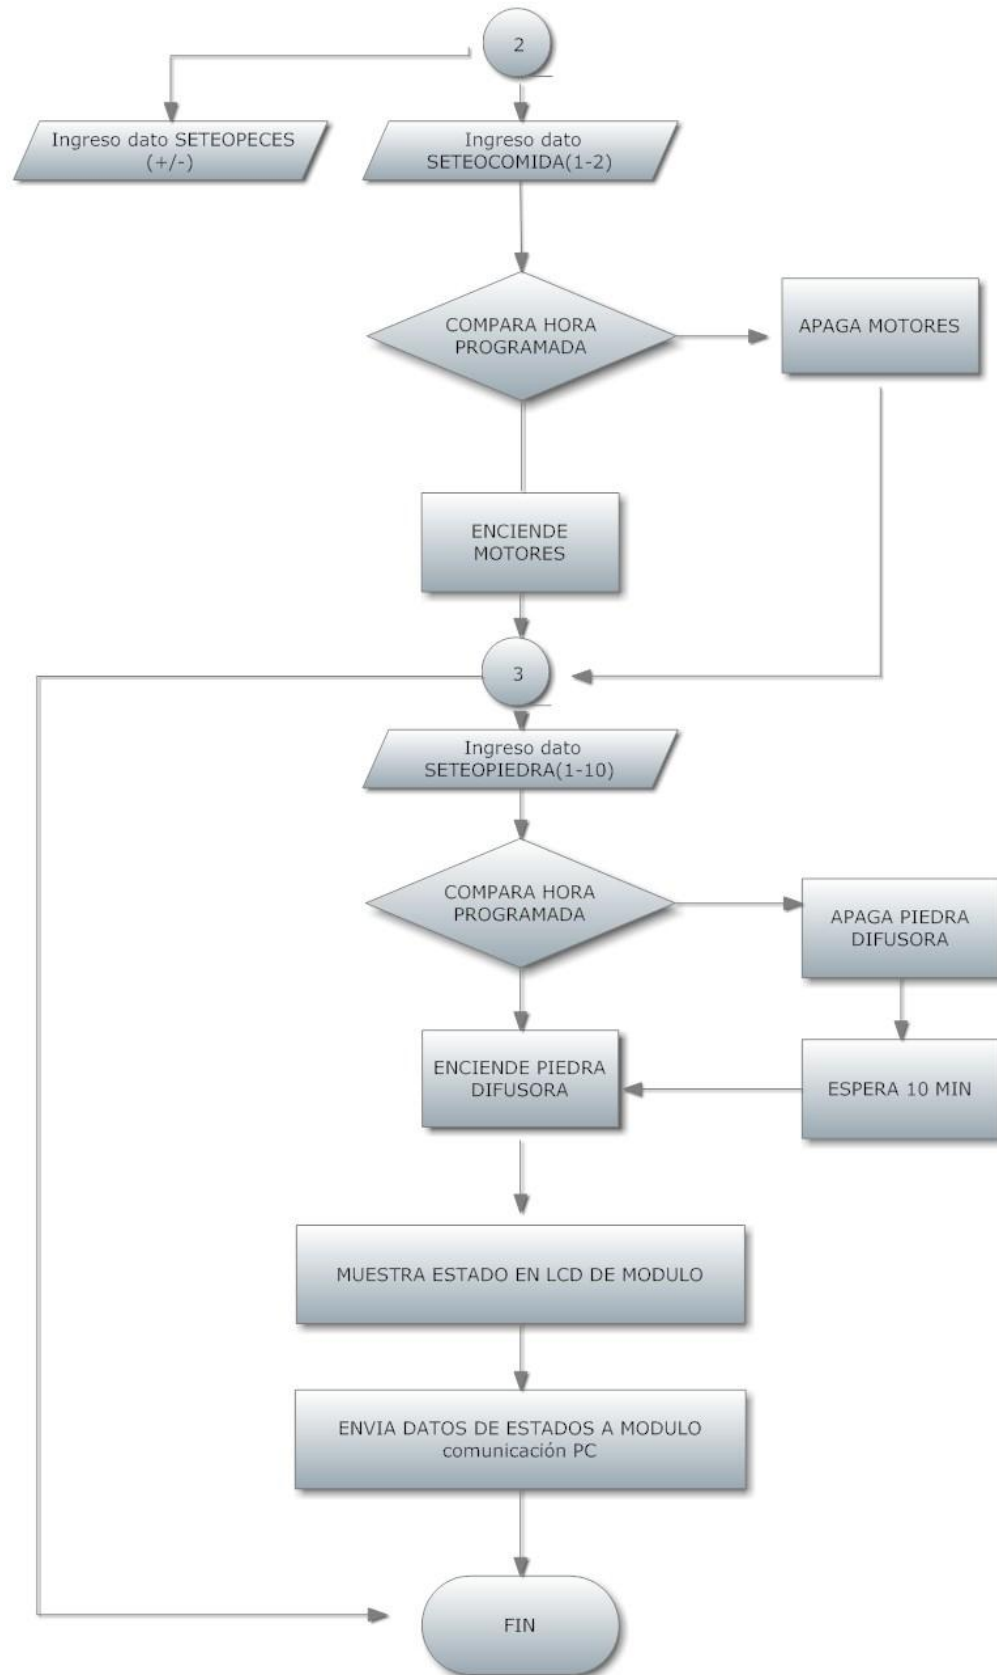 2
Ingreso dato SETEOPECES
(+/-)
Ingreso dato
SETEOCOMIDA(1-2)
COMPARA HORA
PROGRAMADA
APAGA MOTORES
ENCIENDE
MOTORES
3
Ingreso dato
SETEOPIEDRA(1-10)
COMPARA HORA
PROGRAMADA
APAGA PIEDRA
DIFUSORA
ENCIENDE PIEDRA
DIFUSORA
ESPERA 10 MIN
MUESTRA ESTADO EN LCD DE MODULO
ENVIA DATOS DE ESTADOS A MODULO
comunicación PC
FIN